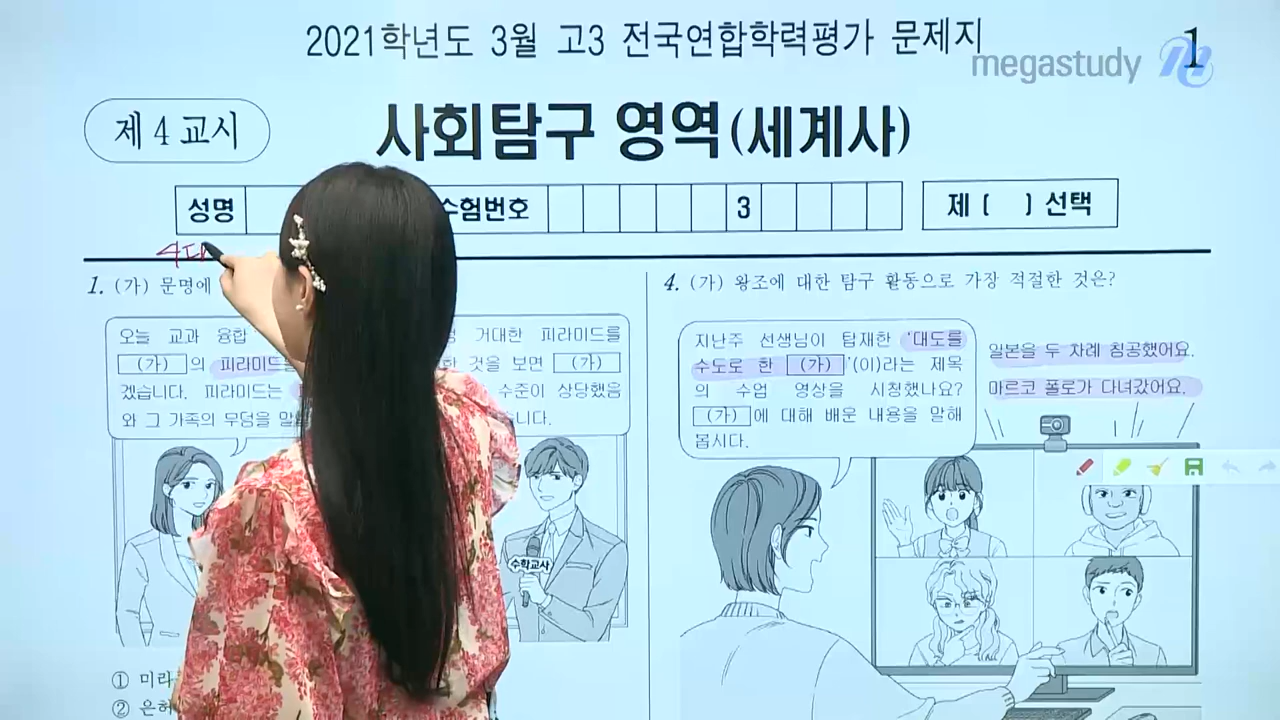 2021학년도 3월 고3 전국연합학력평가 문제지
1
megastudy
제 4 교시
사회탐구 영역(세계사)
성명
수험번호
3
제 ( ) 선택
4대
1. (가) 문명에
오늘 교과 융합 거대한 피라미드를
(가) 의 피라미드를 것을 보면 (가)
겠습니다. 피라미드는 수준이 상당했음
와 그 가족의 무덤을 니다.
수학교사
① 미라
② 은허
4. (가) 왕조에 대한 탐구 활동으로 가장 적절한 것은?
지난주 선생님이 탑재한 '대도를
수도로 한 (가) '(이)라는 제목
의 수업 영상을 시청했나요?
(가) 에 대해 배운 내용을 말해
봅시다.
일본을 두 차례 침공했어요.
마르코 폴로가 다녀갔어요.